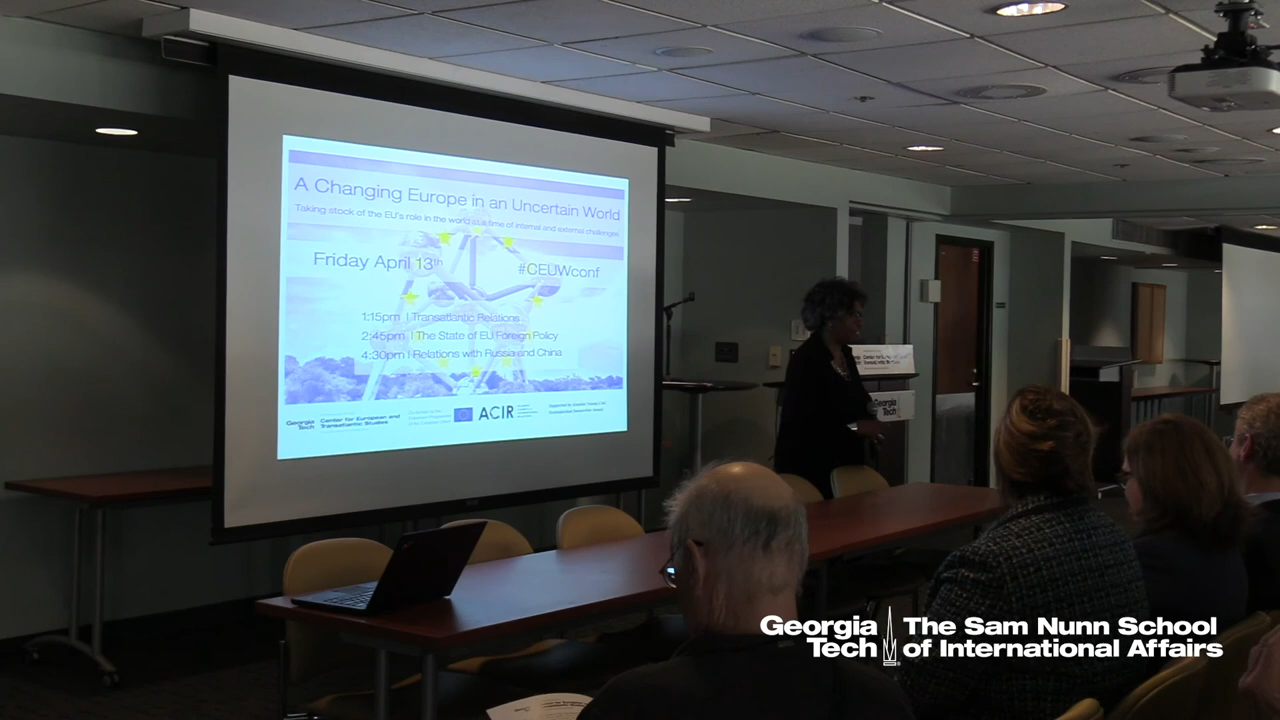 A Changing Europe in an Uncertain World
Taking stock of the EU's role in the world at a time of internal and external challenges
Friday April 13th
#CEUWconf
1:15pm | Transatlantic Relations
2:45pm | The State of EU Foreign Policy
4:30pm | Relations with Russia and China
Georgia
Tech
Center for European and
Transatlantic Studies
ACIR
Georgia
Tech
Georgia
Tech
The Sam Nunn School
of International Affairs